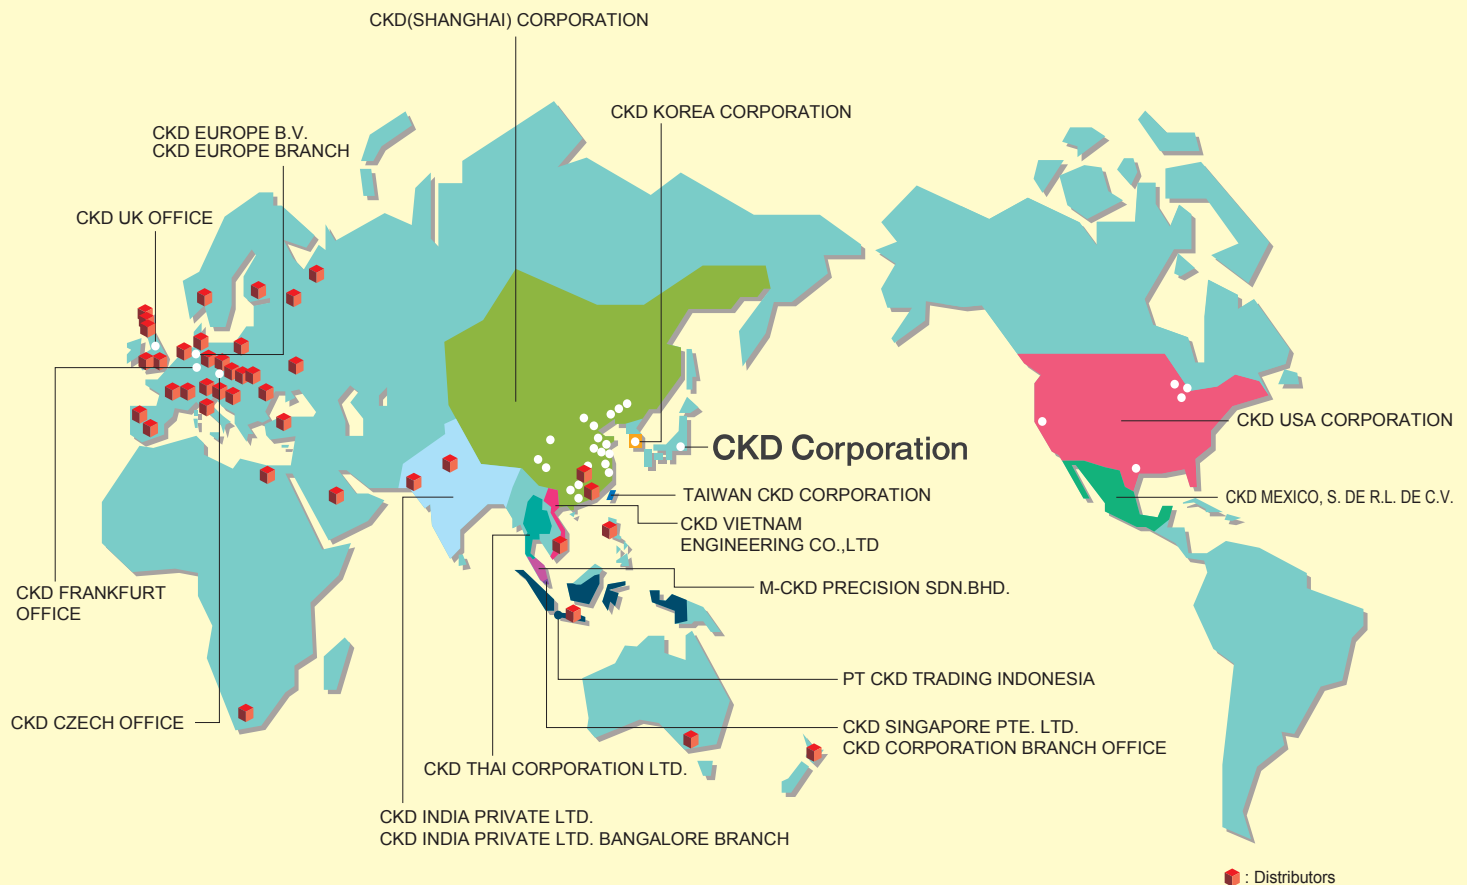 CKD(SHANGHAI) CORPORATION
CKD KOREA CORPORATION
CKD EUROPE B.V.
CKD EUROPE BRANCH
CKD UK OFFICE
CKD USA CORPORATION
CKD Corporation
TAIWAN CKD CORPORATION
CKD MEXICO, S. DE R.L. DE C.V.
CKD VIETNAM
ENGINEERING CO.,LTD
M-CKD PRECISION SDN.BHD.
CKD FRANKFURT
OFFICE
PT CKD TRADING INDONESIA
CKD CZECH OFFICE
CKD SINGAPORE PTE. LTD.
CKD CORPORATION BRANCH OFFICE
CKD THAI CORPORATION LTD.
CKD INDIA PRIVATE LTD.
CKD INDIA PRIVATE LTD. BANGALORE BRANCH
: Distributors